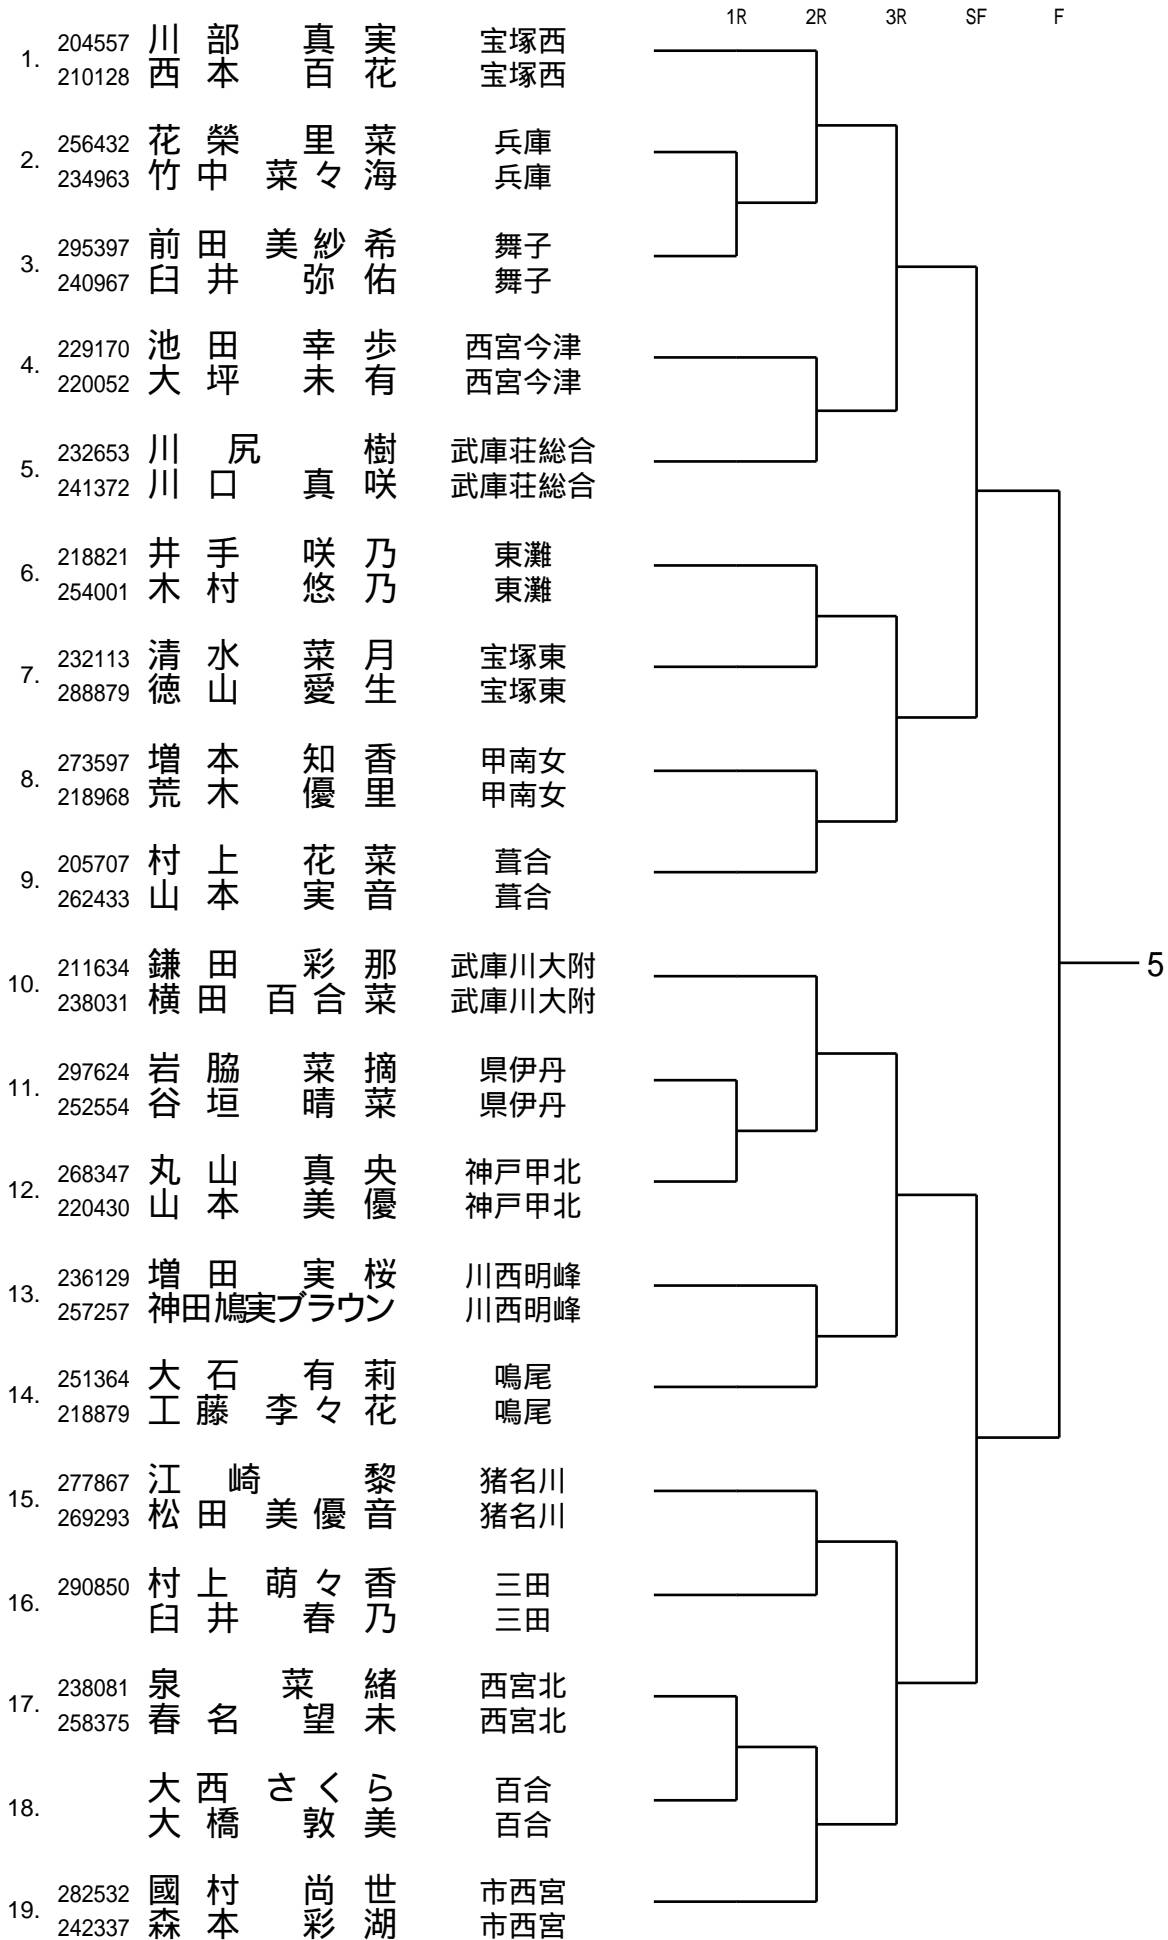 1R 2R 3R SF F
1. 204557 川部 真実 宝塚西
210128 西本 百花 宝塚西
2. 256432 花榮 里菜 兵庫
234963 竹中 菜々海 兵庫
3. 295397 前田 美紗希 舞子
240967 臼井 弥佑 舞子
4. 229170 池田 幸歩 西宮今津
220052 大坪 未有 西宮今津
5. 232653 川尻 樹 武庫荘総合
241372 川口 真咲 武庫荘総合
6. 218821 井手 咲乃 東灘
254001 木村 悠乃 東灘
7. 232113 清水 菜月 宝塚東
288879 徳山 愛生 宝塚東
8. 273597 増本 知香 甲南女
218968 荒木 優里 甲南女
9. 205707 村上 花菜 葺合
262433 山本 実音 葺合
10. 211634 鎌田 彩那 武庫川大附
238031 横田 百合菜 武庫川大附
5
11. 297624 岩脇 菜摘 県伊丹
252554 谷垣 晴菜 県伊丹
12. 268347 丸山 真央 神戸甲北
220430 山本 美優 神戸甲北
13. 236129 増田 実桜 川西明峰
257257 神田鳩実ブラウン 川西明峰
14. 251364 大石 有莉 鳴尾
218879 工藤 李々花 鳴尾
15. 277867 江崎 黎 猪名川
269293 松田 美優音 猪名川
16. 290850 村上 萌々香 三田
臼井 春乃 三田
17. 238081 泉 菜緒 西宮北
258375 春名 望未 西宮北
18. 大西 さくら 百合
大橋 敦美 百合
19. 282532 國村 尚世 市西宮
242337 森本 彩湖 市西宮